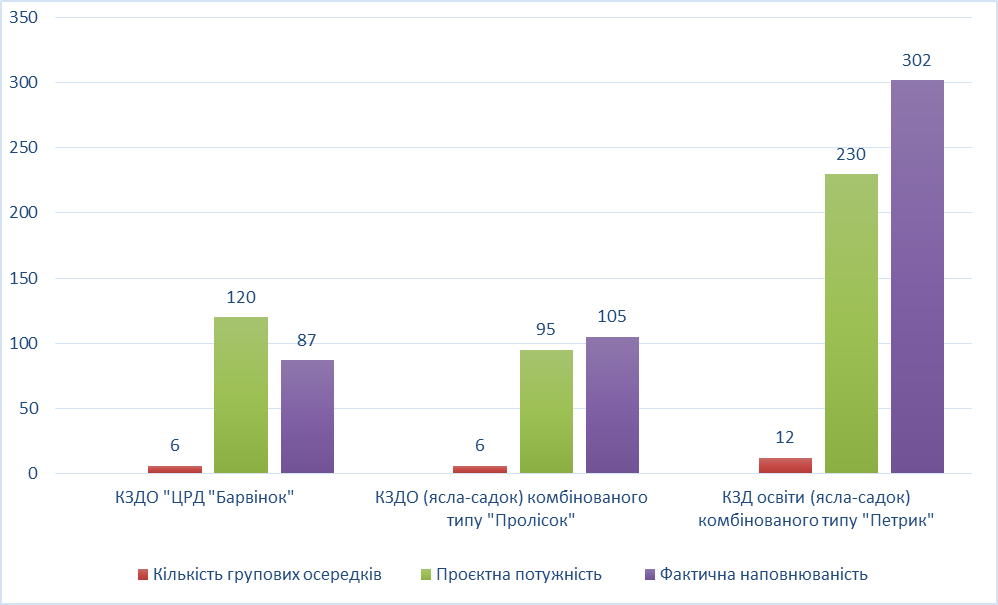 350
300
250
200
150
100
50
0
6
120
87
6
95
105
12
230
302
КЗДО "ЦРД "Барвінок"
КЗДО (ясла-садок) комбінованого
типу "Пролісок"
КЗД освіти (ясла-садок)
комбінованого типу "Петрик"
Кількість групових осередків
Проєктна потужність
Фактична наповнюваність